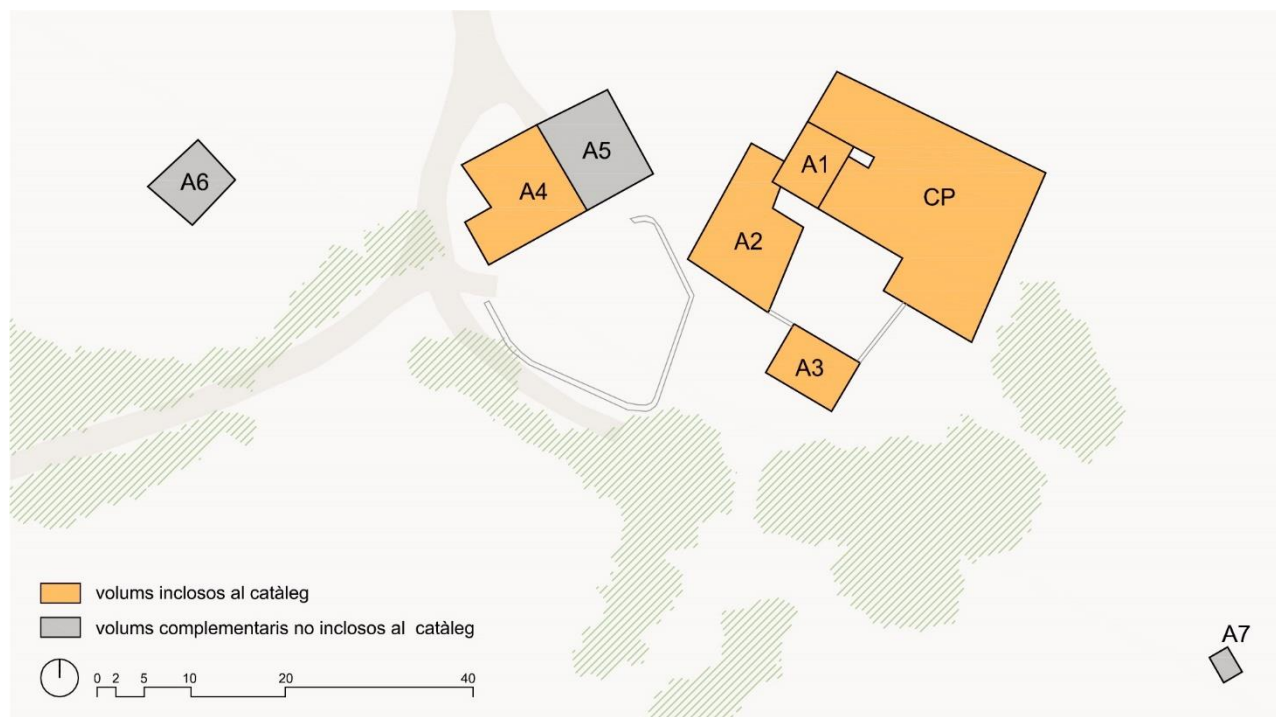 A5
A1
A6
A4
CP
A2
A3
volums inclosos al catàleg
volums complementaris no inclosos al catàleg
A7
0 2 5 10 20 40